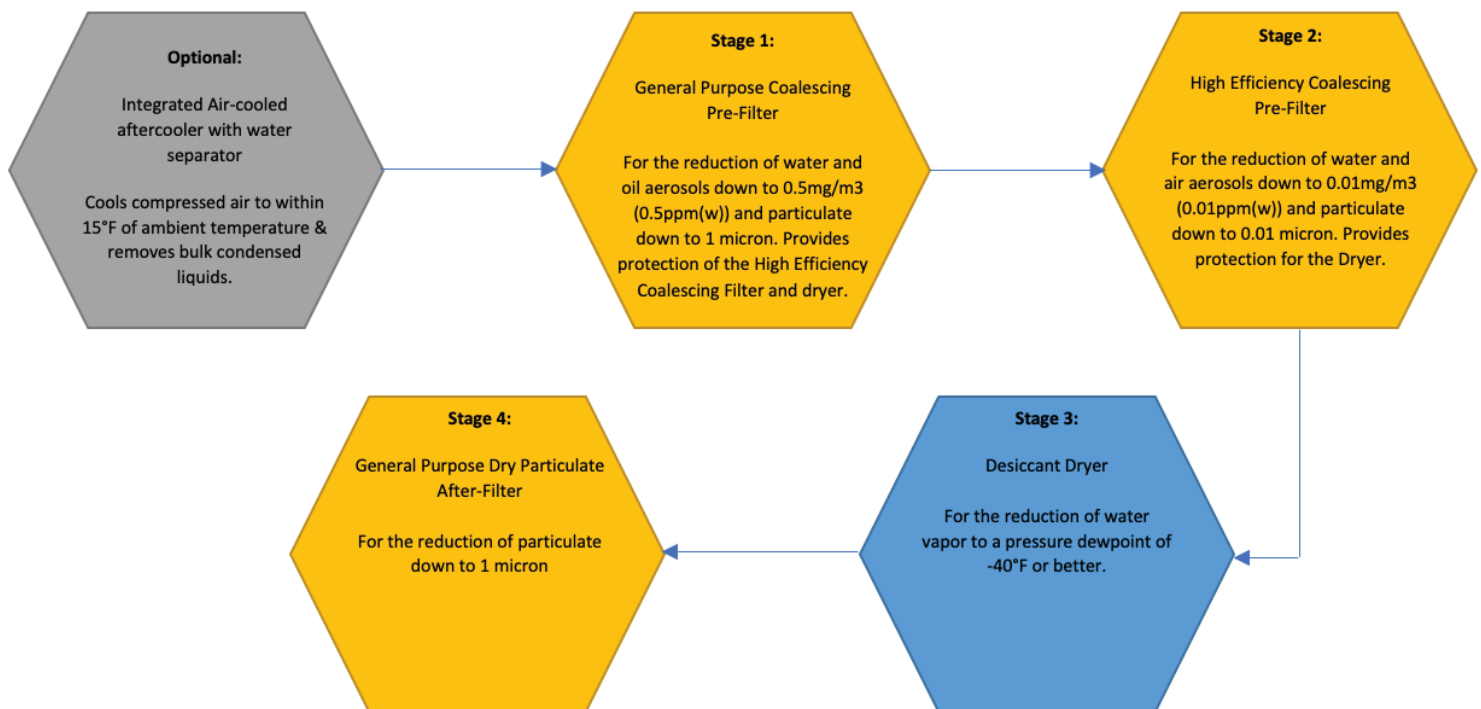 Optional:
Integrated Air-cooled
aftercooler with water
separator
Cools compressed air to within
15°F of ambient temperature &
removes bulk condensed
liquids.
Stage 1:
General Purpose Coalescing
Pre-Filter
For the reduction of water and
oil aerosols down to 0.5mg/m3
(0.5ppm(w)) and particulate
down to 1 micron. Provides
protection of the High Efficiency
Coalescing Filter and dryer.
Stage 2:
High Efficiency Coalescing
Pre-Filter
For the reduction of water and
air aerosols down to 0.01mg/m3
(0.01ppm(w)) and particulate
down to 0.01 micron. Provides
protection for the Dryer.
Stage 3:
Desiccant Dryer
For the reduction of water
vapor to a pressure dewpoint of
-40°F or better.
Stage 4:
General Purpose Dry Particulate
After-Filter
For the reduction of particulate
down to 1 micron